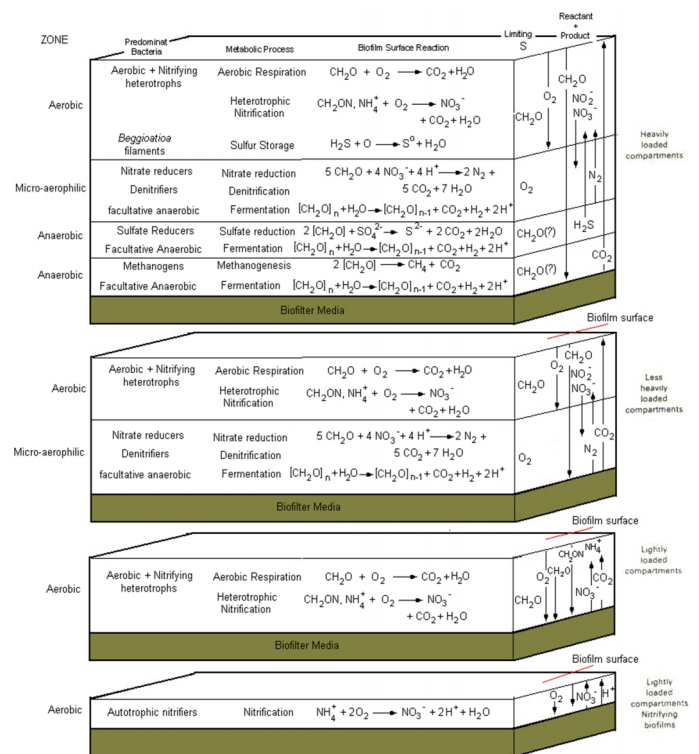 ZONE
Predominat
Bacteria
Metabolic Process
Biofilm Surface Reaction
Limiting
S
Reactant
+
Product
Aerobic
Aerobic + Nitrifying
heterotrophs
Aerobic Respiration
CH2O + O2 → CO2+H2O
Heterotrophic
Nitrification
CH2ON, NH4+ + O2 → NO3-
+ CO2+H2O
Beggioatioa
filaments
Sulfur Storage
H2S + O → S° + H2O
CH2O
O2
CH2O
NO2-
NO3-
Heavily
loaded
compartments
Micro-aerophilic
Nitrate reducers
Nitrate reduction
5 CH2O + 4 NO3-+4 H+ → 2 N2 +
Denitrifiers
Denitrification
5 CO2+7 H2O
facultative anaerobic
Fermentation
[CH2O]n+H2O→[CH2O]n-1+CO2+H2+2H+
O2
N2
Anaerobic
Sulfate Reducers
Sulfate reduction
2 [CH2O]+SO4 2- → S2- + 2 CO2+2H2O
Facultative Anaerobic
Fermentation
[CH2O]n+H2O→[CH2O]n-1+CO2+H2+2H+
CH2O(?)
H2S
Anaerobic
Methanogens
Methanogenesis
2 [CH2O] → CH4 + CO2
Facultative Anaerobic
Fermentation
[CH2O]n+H2O→[CH2O]n-1+CO2+H2+2H+
CH2O(?)
CO2
Biofilter Media
Biofilm surface
Aerobic
Aerobic + Nitrifying
heterotrophs
Aerobic Respiration
CH2O + O2 → CO2+H2O
Heterotrophic
Nitrification
CH2ON, NH4+ + O2 → NO3-
+ CO2+H2O
CH2O
O2
CH2O
NO2-
NO3-
Less
heavily
loaded
compartments
Micro-aerophilic
Nitrate reducers
Nitrate reduction
5 CH2O + 4 NO3-+4 H+ → 2 N2 +
Denitrifiers
Denitrification
5 CO2+7 H2O
facultative anaerobic
Fermentation
[CH2O]n+H2O→[CH2O]n-1+CO2+H2+2H+
O2
N2
CO2
Biofilter Media
Biofilm surface
Aerobic
Aerobic + Nitrifying
heterotrophs
Aerobic Respiration
CH2O + O2 → CO2+H2O
Heterotrophic
Nitrification
CH2ON, NH4+ + O2 → NO3-
+ CO2+H2O
CH2O
O2
CH2O
CH2ON
NH4+
NO3-
CO2
Lightly
loaded
compartments
Biofilter Media
Biofilm surface
Aerobic
Autotrophic nitrifiers
Nitrification
NH4+ +2O2 → NO3- +2H+ +H2O
O2
NO3-
H+
Lightly
loaded
compartments
Nitrifying
biofilms